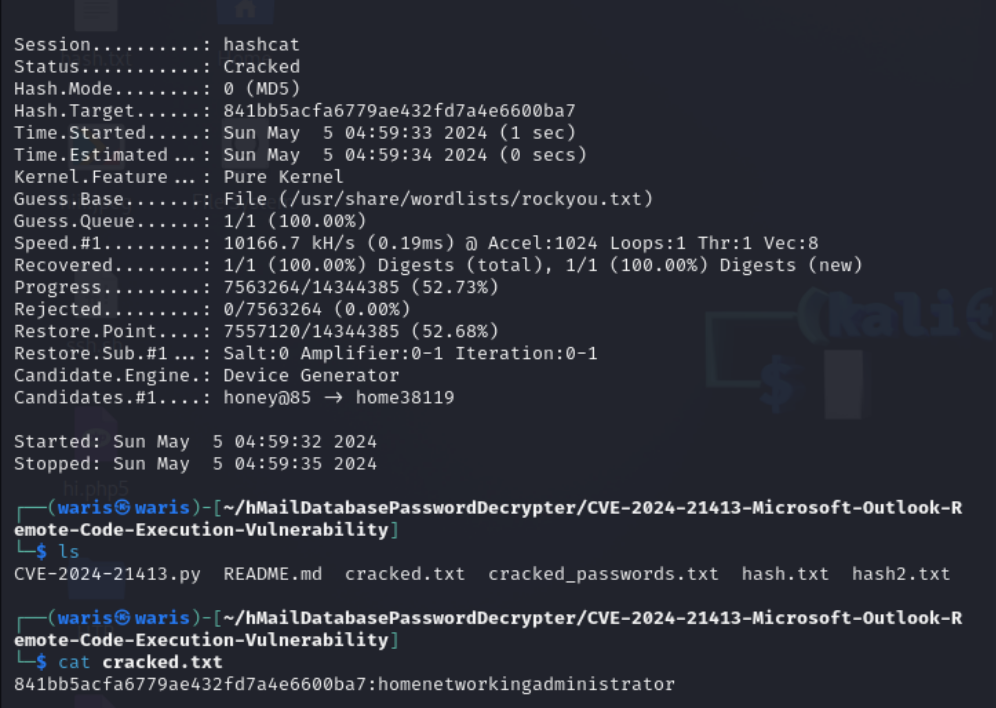 Session..........: hashcat
Status...........: Cracked
Hash.Mode........: 0 (MD5)
Hash.Target......: 841bb5acfa6779ae432fd7a4e6600ba7
Time.Started.....: Sun May  5 04:59:33 2024 (1 sec)
Time.Estimated...: Sun May  5 04:59:34 2024 (0 secs)
Kernel.Feature...: Pure Kernel
Guess.Base.......: File (/usr/share/wordlists/rockyou.txt)
Guess.Queue......: 1/1 (100.00%)
Speed.#1.........: 10166.7 kH/s (0.19ms) @ Accel:1024 Loops:1 Thr:1 Vec:8
Recovered........: 1/1 (100.00%) Digests (total), 1/1 (100.00%) Digests (new)
Progress.........: 7563264/14344385 (52.73%)
Rejected.........: 0/7563264 (0.00%)
Restore.Point....: 7557120/14344385 (52.68%)
Restore.Sub.#1...: Salt:0 Amplifier:0-1 Iteration:0-1
Candidate.Engine.: Device Generator
Candidates.#1....: honey@85 -> home38119
(kali
$
Started: Sun May  5 04:59:32 2024
Stopped: Sun May  5 04:59:35 2024
hi.php5
┌──(waris㉿waris)-[~/hMailDatabasePasswordDecrypter/CVE-2024-21413-Microsoft-Outlook-R
emote-Code-Execution-Vulnerability]
└─$ ls
CVE-2024-21413.py  README.md  cracked.txt  cracked_passwords.txt  hash.txt  hash2.txt
┌──(waris㉿waris)-[~/hMailDatabasePasswordDecrypter/CVE-2024-21413-Microsoft-Outlook-R
emote-Code-Execution-Vulnerability]
└─$ cat cracked.txt
841bb5acfa6779ae432fd7a4e6600ba7:homenetworkingadministrator